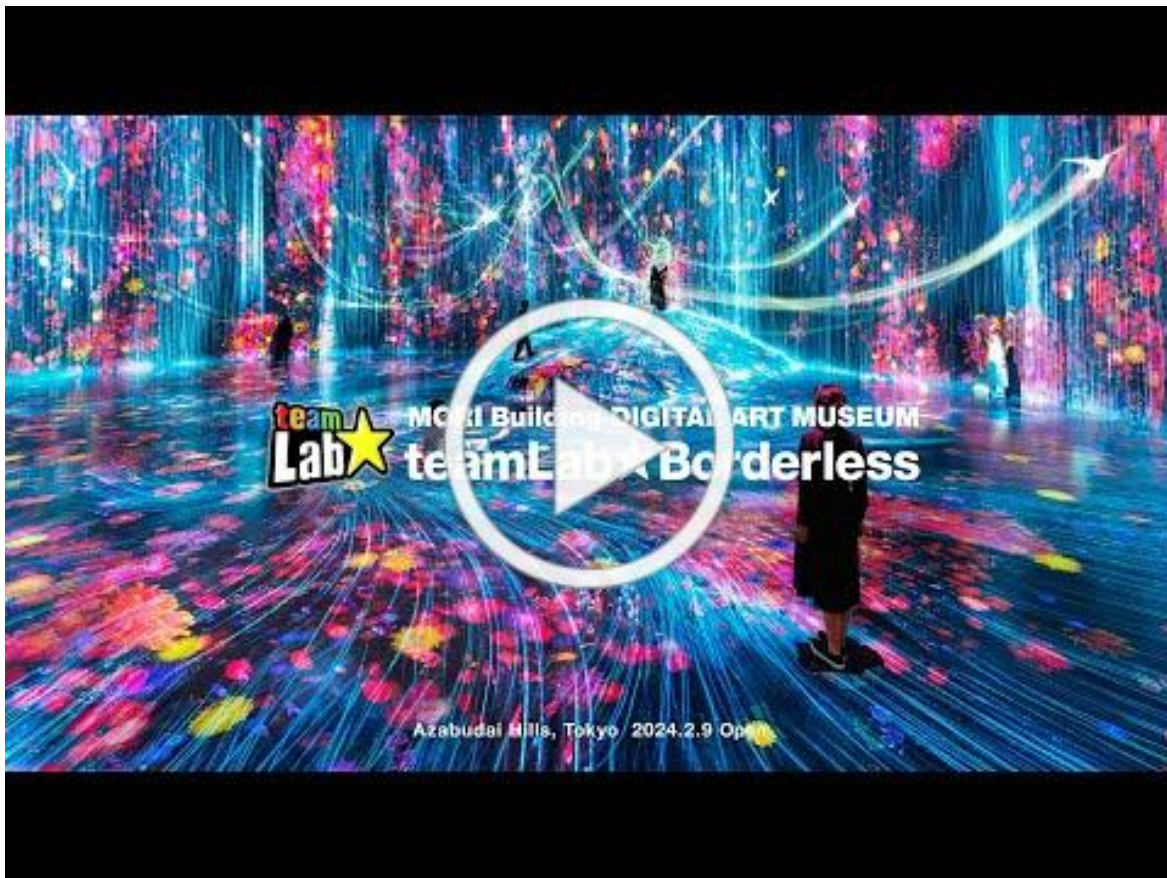 team
Lab★
MORI Building DIGITAL ART MUSEUM
teamLab★Borderless
Azabudai Hills, Tokyo 2024.2.9 Open